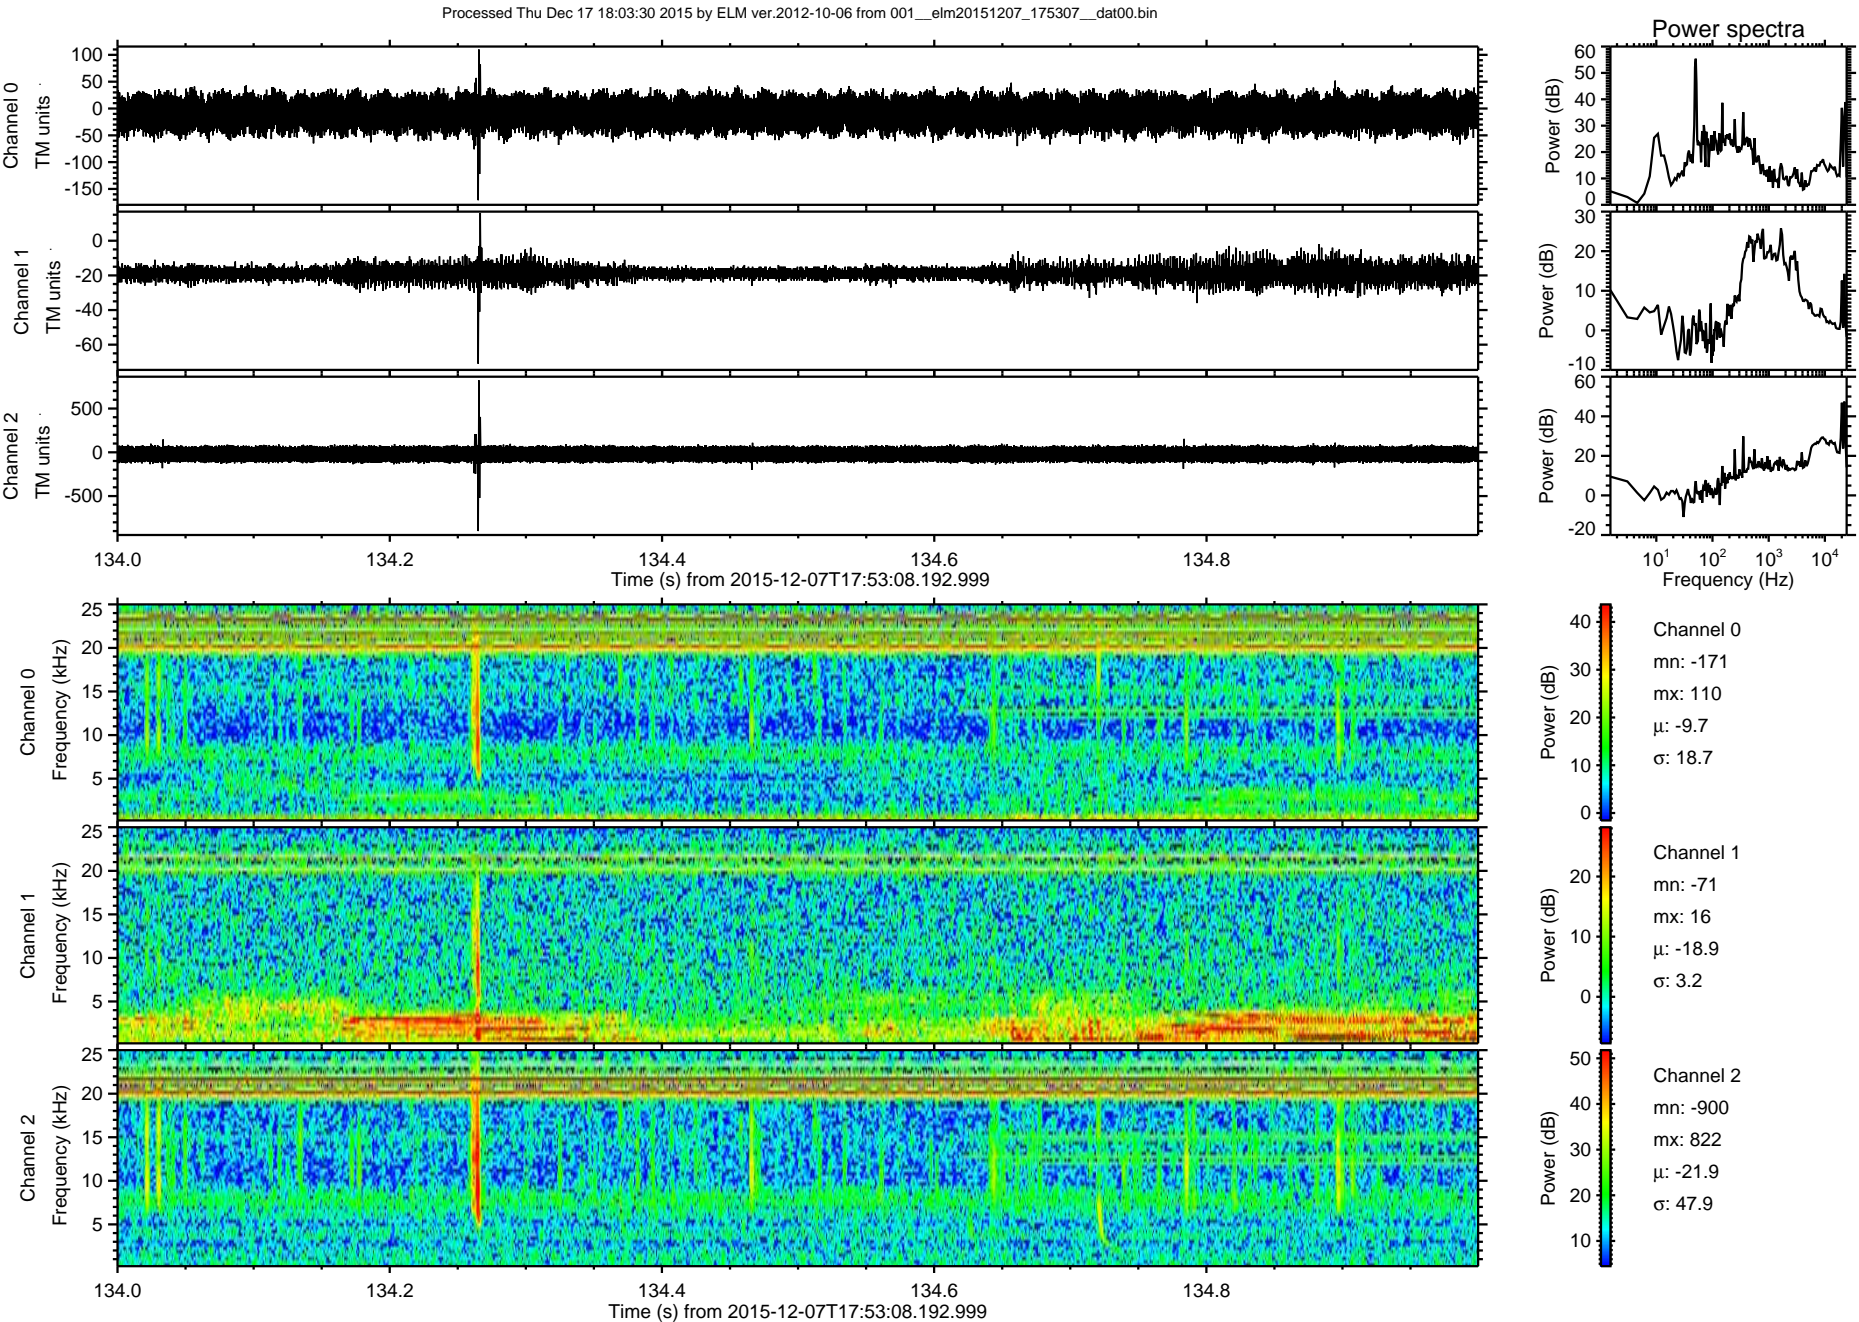 Processed Thu Dec 17 18:03:30 2015 by ELM ver.2012-10-06 from 001__elm20151207_175307__dat00.bin
Power spectra
Channel 0
TM units
100
50
0
-50
-100
-150
Power (dB)
60
50
40
30
20
10
0
Channel 1
TM units
0
-20
-40
-60
Power (dB)
30
20
10
0
-10
Channel 2
TM units
500
0
-500
Power (dB)
60
40
20
0
-20
134.0
134.2
134.4
134.6
134.8
Time (s) from 2015-12-07T17:53:08.192.999
10^1
10^2
10^3
10^4
Frequency (Hz)
Channel 0
Frequency (kHz)
25
20
15
10
5
Power (dB)
40
30
20
10
0
Channel 0
mn: -171
mx: 110
μ: -9.7
σ: 18.7
Channel 1
Frequency (kHz)
25
20
15
10
5
Power (dB)
20
10
0
Channel 1
mn: -71
mx: 16
μ: -18.9
σ: 3.2
Channel 2
Frequency (kHz)
25
20
15
10
5
Power (dB)
50
40
30
20
10
Channel 2
mn: -900
mx: 822
μ: -21.9
σ: 47.9
134.0
134.2
134.4
134.6
134.8
Time (s) from 2015-12-07T17:53:08.192.999